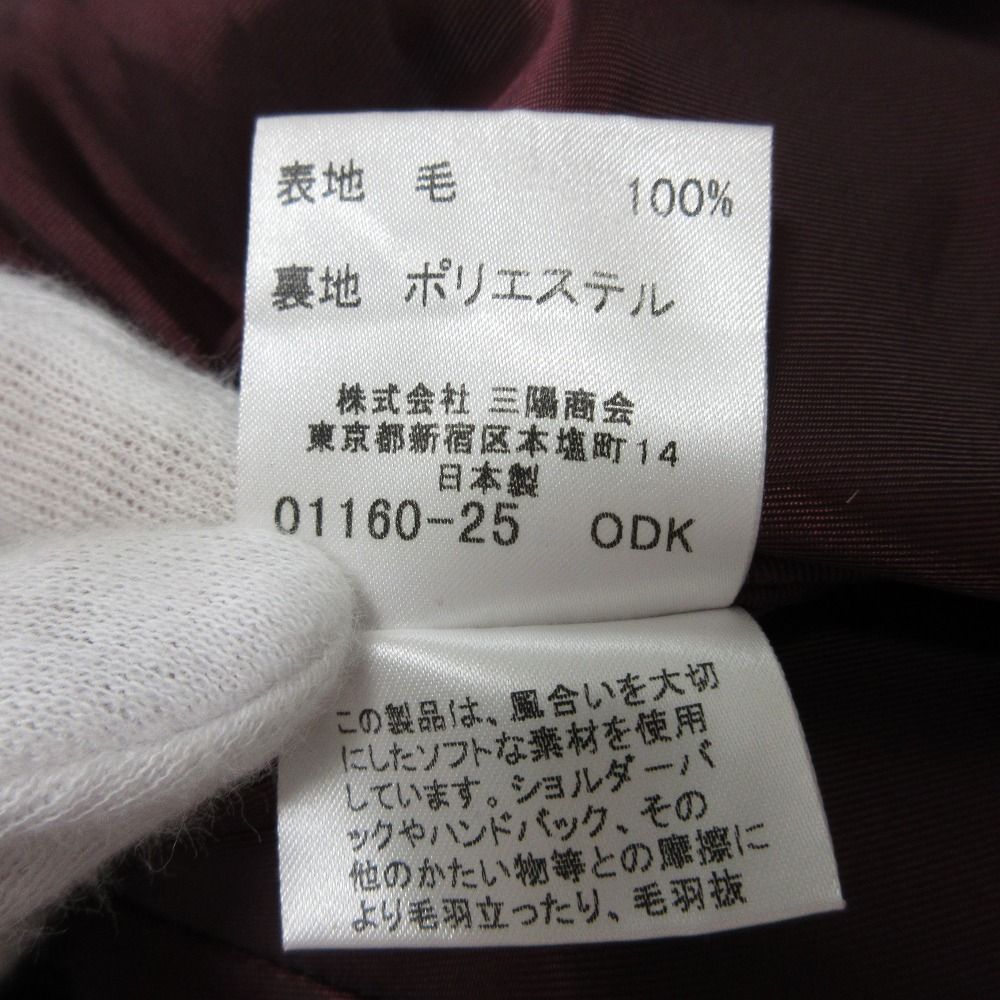 表地 毛 100%
裏地 ポリエステル
株式会社 三陽商会
東京都新宿区本塩町14
日本製
01160-25 ODK
この製品は、風合いを大切
にしたソフトな素材を使用
しています。ショルダーバ
ックやハンドバック、その
他のかたい物等との摩擦に
より毛羽立ったり、毛羽抜